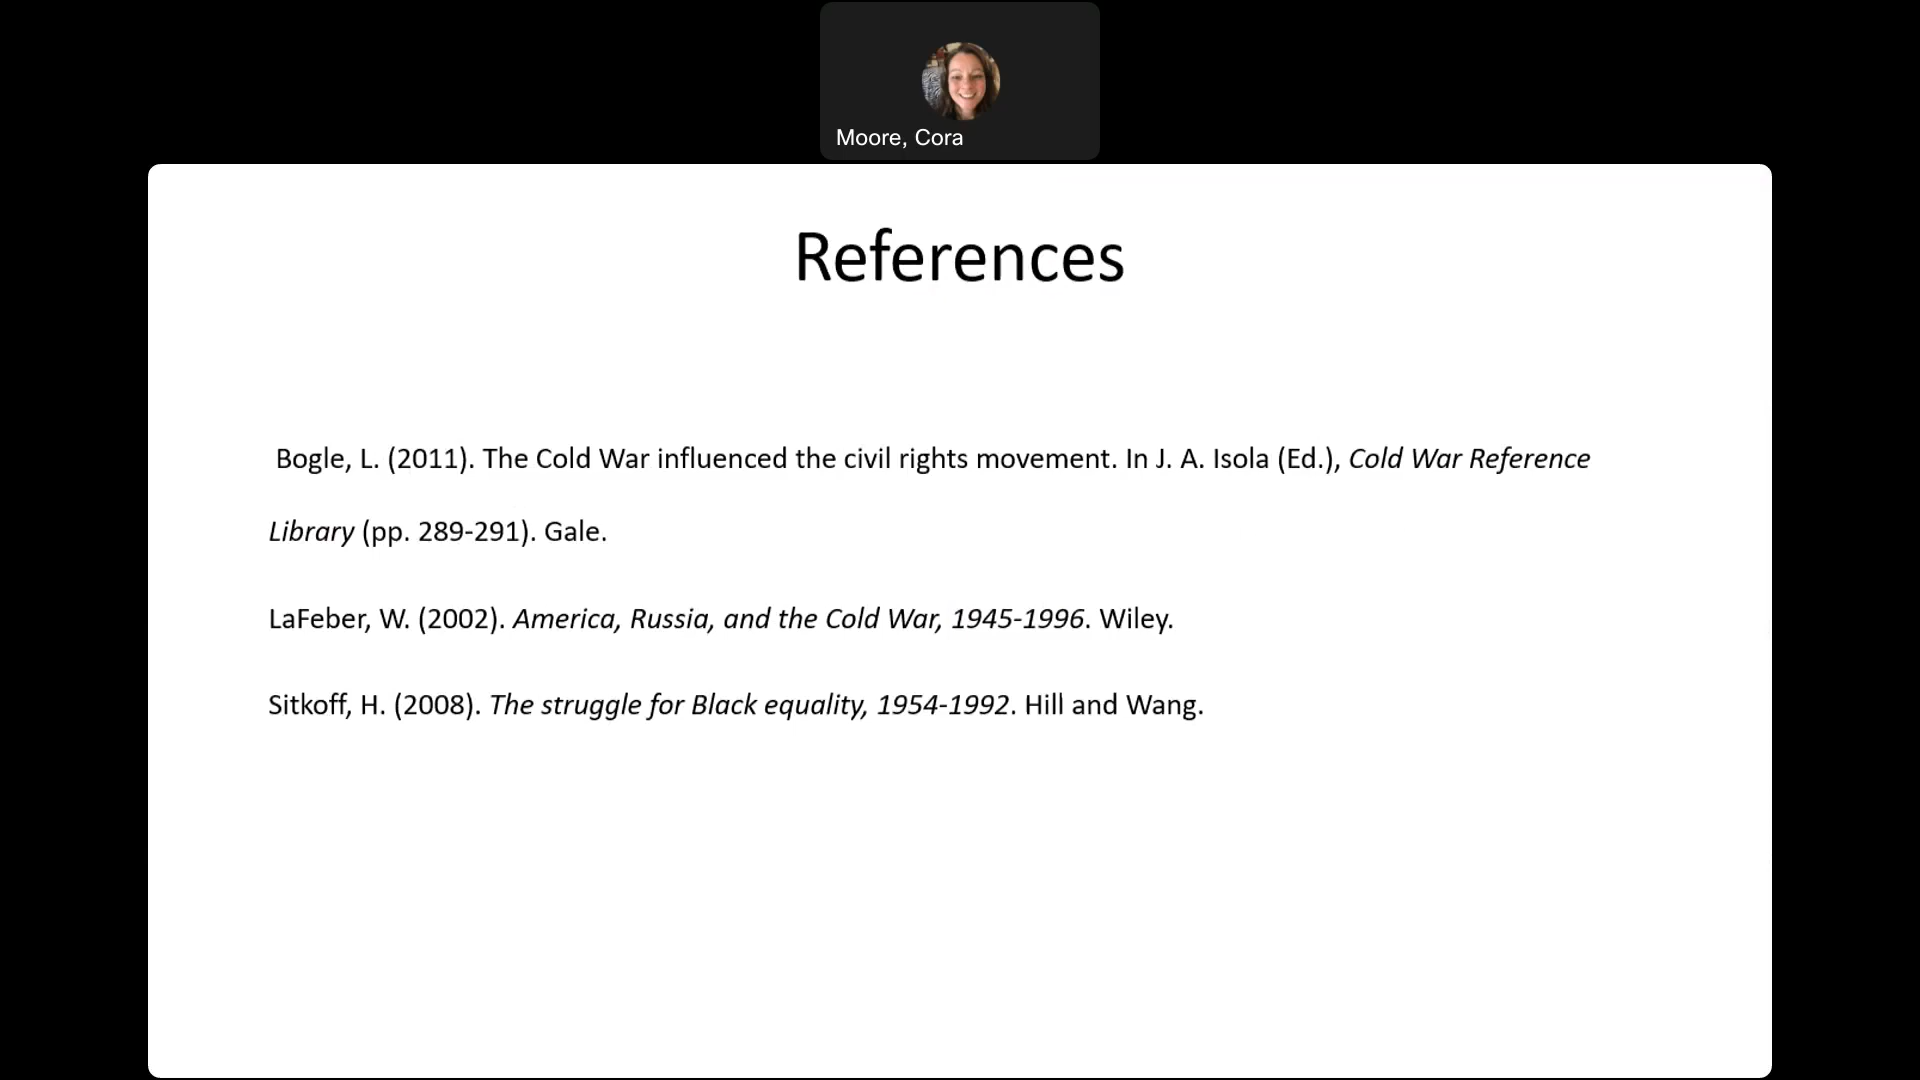 Moore, Cora
References
Bogle, L. (2011). The Cold War influenced the civil rights movement. In J. A. Isola (Ed.), Cold War Reference
Library (pp. 289-291). Gale.
LaFeber, W. (2002). America, Russia, and the Cold War, 1945-1996. Wiley.
Sitkoff, H. (2008). The struggle for Black equality, 1954-1992. Hill and Wang.